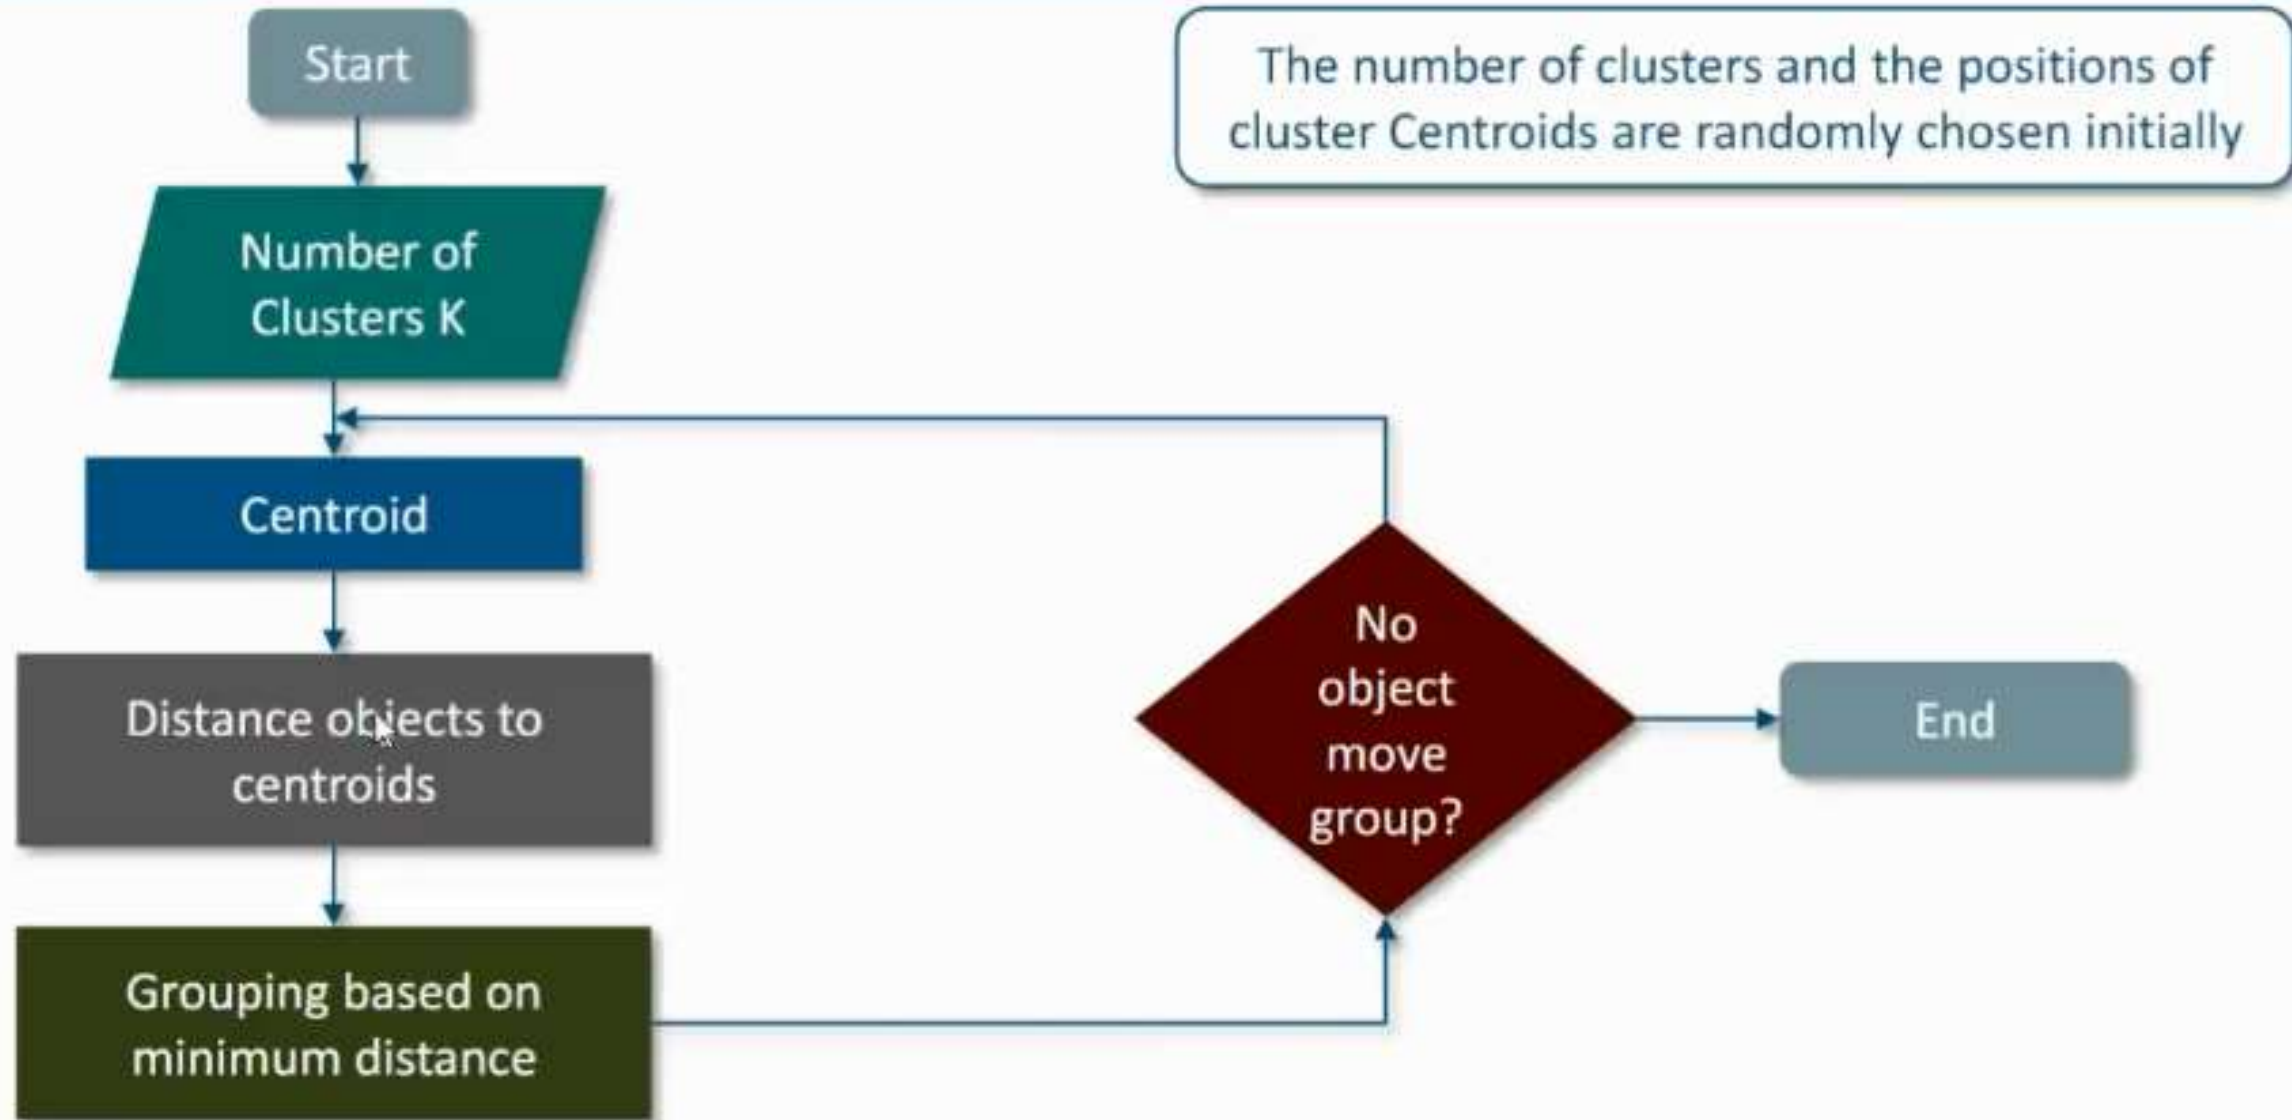 Start
The number of clusters and the positions of
cluster Centroids are randomly chosen initially
Number of
Clusters K
Centroid
Distance objects to
centroids
Grouping based on
minimum distance
No
object
move
group?
End